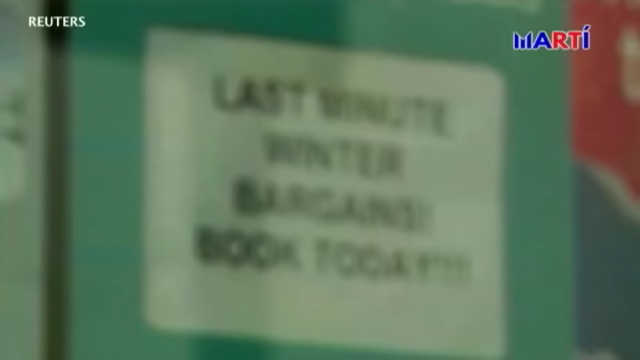 REUTERS
MARTÍ
LAST MINUTE
WINTER
BARGAINS!
BOOK TODAY!!!